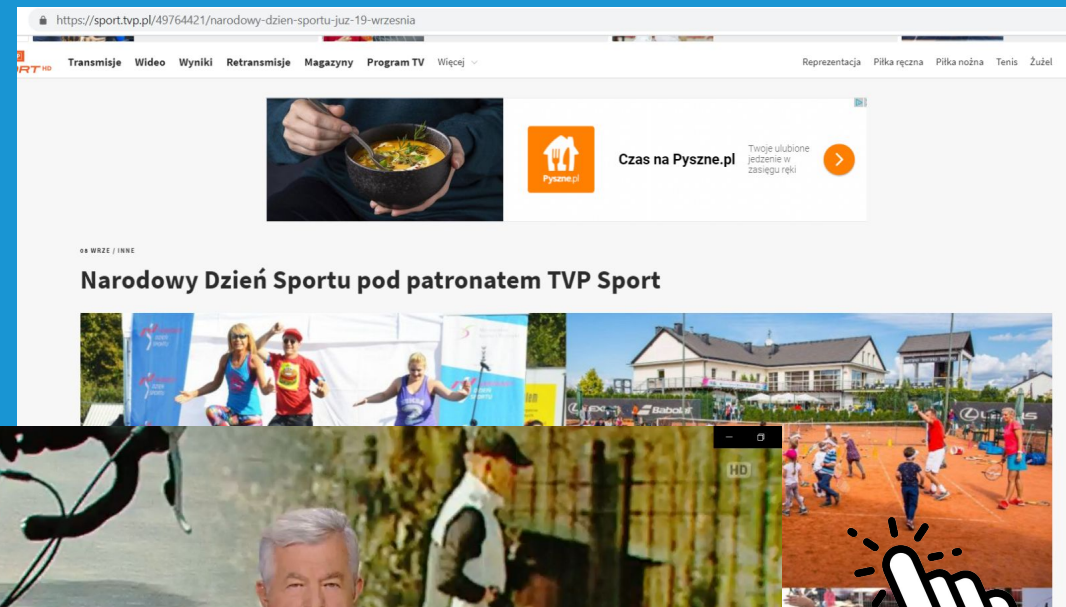 https://sport.tvp.pl/49764421/narodowy-dzien-sportu-juz-19-wrzesnia
HD
Transmisje Wideo Wyniki Retransmisje Magazyny Program TV Więcej
Reprezentacja Piłka ręczna Piłka nożna Tenis Żużel
Pyszne.pl
Czas na Pyszne.pl
Twoje ulubione
jedzenie w
zasięgu ręki
08 WRZE / INNE
Narodowy Dzień Sportu pod patronatem TVP Sport
Babolat
HD